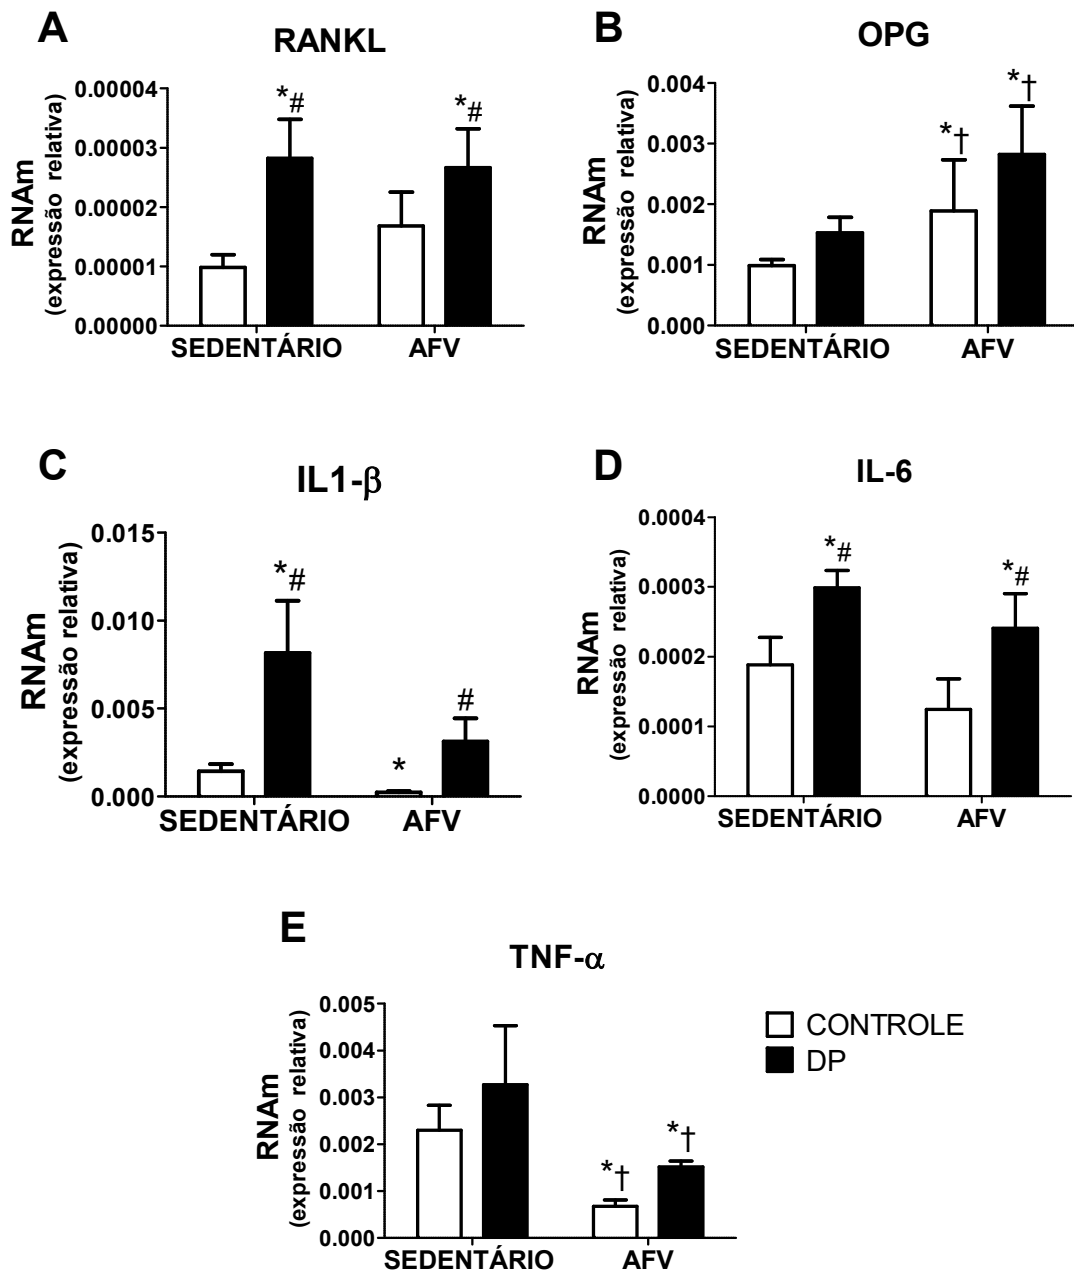 A
RANKL
RNAm
(expressão relativa)
0.00004
0.00003
0.00002
0.00001
0.00000
*#
*#
SEDENTÁRIO
AFV
B
OPG
RNAm
(expressão relativa)
0.004
0.003
0.002
0.001
0.000
*†
*†
SEDENTÁRIO
AFV
C
IL1-β
RNAm
(expressão relativa)
0.015
0.010
0.005
0.000
*#
*
#
SEDENTÁRIO
AFV
D
IL-6
RNAm
(expressão relativa)
0.0004
0.0003
0.0002
0.0001
0.0000
*#
*#
SEDENTÁRIO
AFV
E
TNF-α
RNAm
(expressão relativa)
0.005
0.004
0.003
0.002
0.001
0.000
*†
*†
SEDENTÁRIO
AFV
CONTROLE
DP